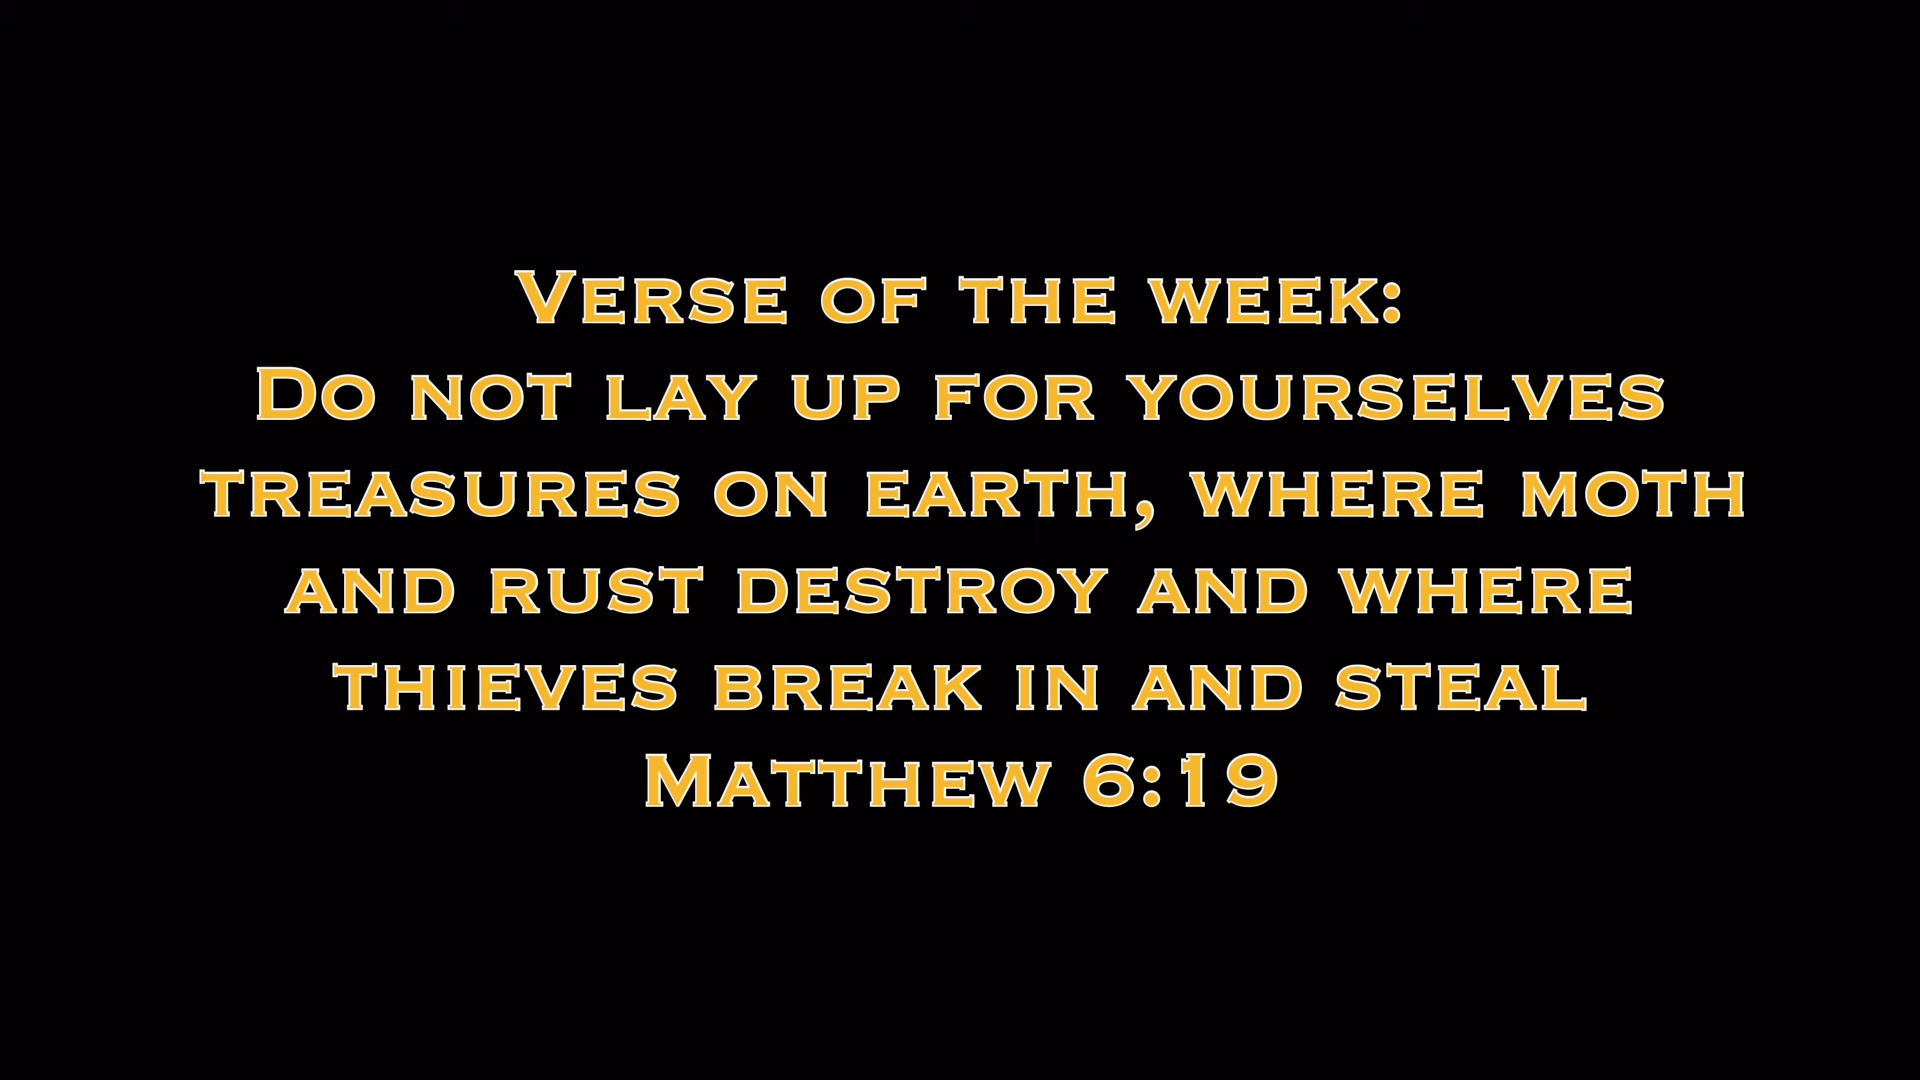 Verse of the week:
Do not lay up for yourselves
treasures on earth, where moth
and rust destroy and where
thieves break in and steal
Matthew 6:19